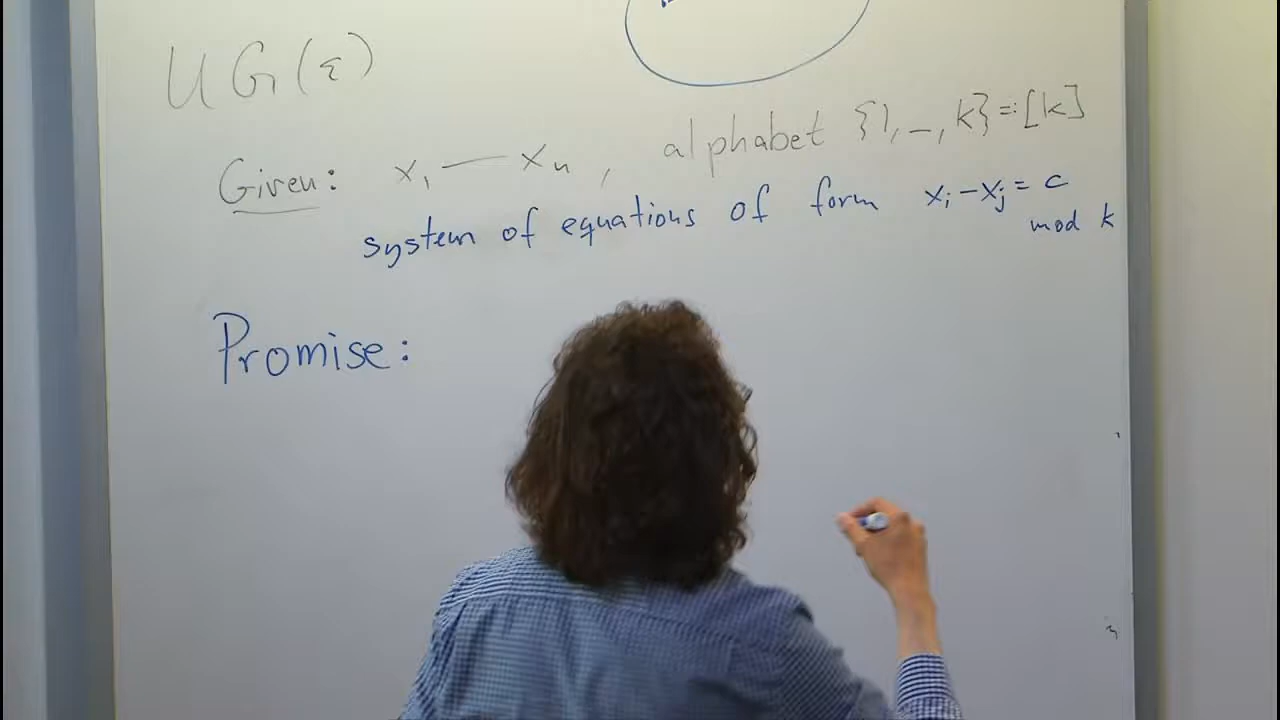 UG(ε)
Given: x₁ — xₙ, alphabet {1,–,k}=:[k]
system of equations of form xᵢ-xⱼ = c
mod k
Promise: